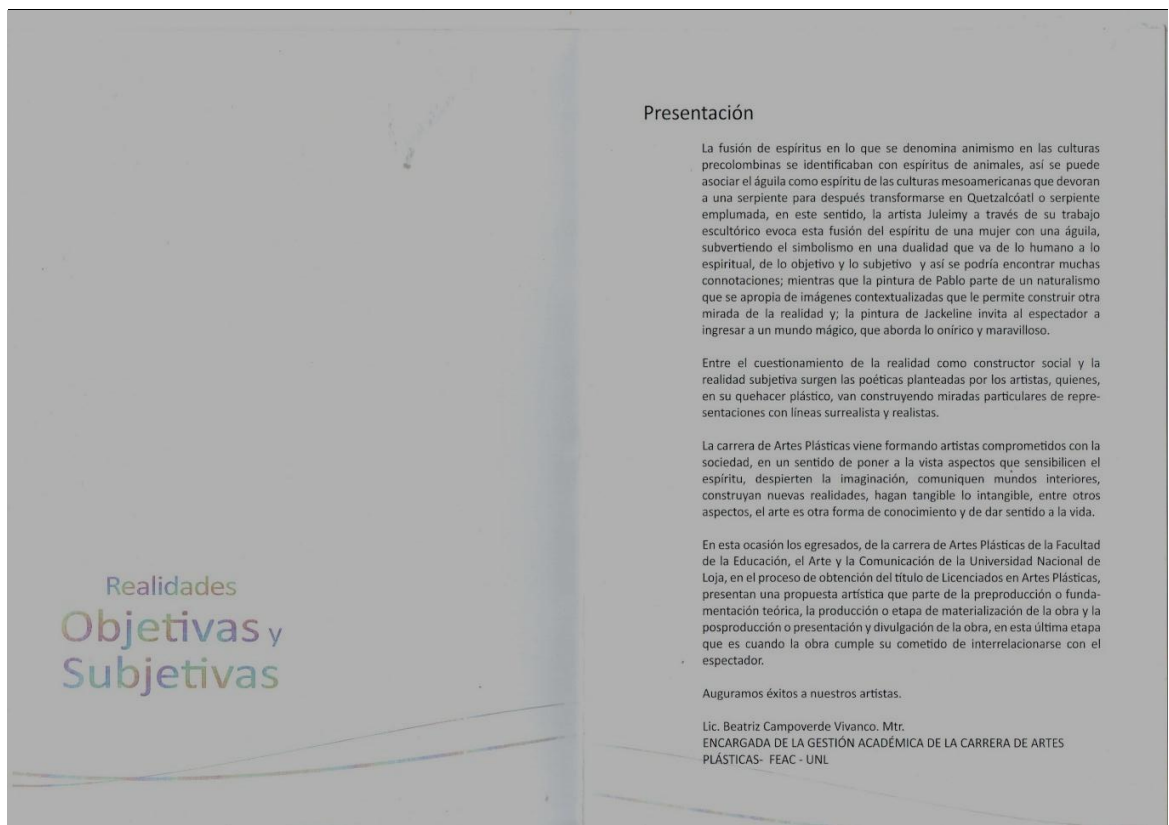 Realidades
Objetivas y
Subjetivas
Presentación
La fusión de espíritus en lo que se denomina animismo en las culturas
precolombinas se identificaban con espíritus de animales, así se puede
asociar el águila como espíritu de las culturas mesoamericanas que devoran
a una serpiente para después transformarse en Quetzalcóatl o serpiente
emplumada, en este sentido, la artista Juleimy a través de su trabajo
escultórico evoca esta fusión del espíritu de una mujer con una águila,
subvertiendo el simbolismo en una dualidad que va de lo humano a lo
espiritual, de lo objetivo y lo subjetivo y así se podría encontrar muchas
connotaciones; mientras que la pintura de Pablo parte de un naturalismo
que se apropia de imágenes contextualizadas que le permite construir otra
mirada de la realidad y; la pintura de Jackeline invita al espectador a
ingresar a un mundo mágico, que aborda lo onírico y maravilloso.
Entre el cuestionamiento de la realidad como constructor social y la
realidad subjetiva surgen las poéticas planteadas por los artistas, quienes,
en su quehacer plástico, van construyendo miradas particulares de repre-
sentaciones con líneas surrealista y realistas.
La carrera de Artes Plásticas viene formando artistas comprometidos con la
sociedad, en un sentido de poner a la vista aspectos que sensibilicen el
espíritu, despierten la imaginación, comuniquen mundos interiores,
construyan nuevas realidades, hagan tangible lo intangible, entre otros
aspectos, el arte es otra forma de conocimiento y de dar sentido a la vida.
En esta ocasión los egresados, de la carrera de Artes Plásticas de la Facultad
de la Educación, el Arte y la Comunicación de la Universidad Nacional de
Loja, en el proceso de obtención del título de Licenciados en Artes Plásticas,
presentan una propuesta artística que parte de la preproducción o funda-
mentación teórica, la producción o etapa de materialización de la obra y la
posproducción o presentación y divulgación de la obra, en esta última etapa
que es cuando la obra cumple su cometido de interrelacionarse con el
espectador.
Auguramos éxitos a nuestros artistas.
Lic. Beatriz Campoverde Vivanco. Mtr.
ENCARGADA DE LA GESTIÓN ACADÉMICA DE LA CARRERA DE ARTES
PLÁSTICAS- FEAC - UNL